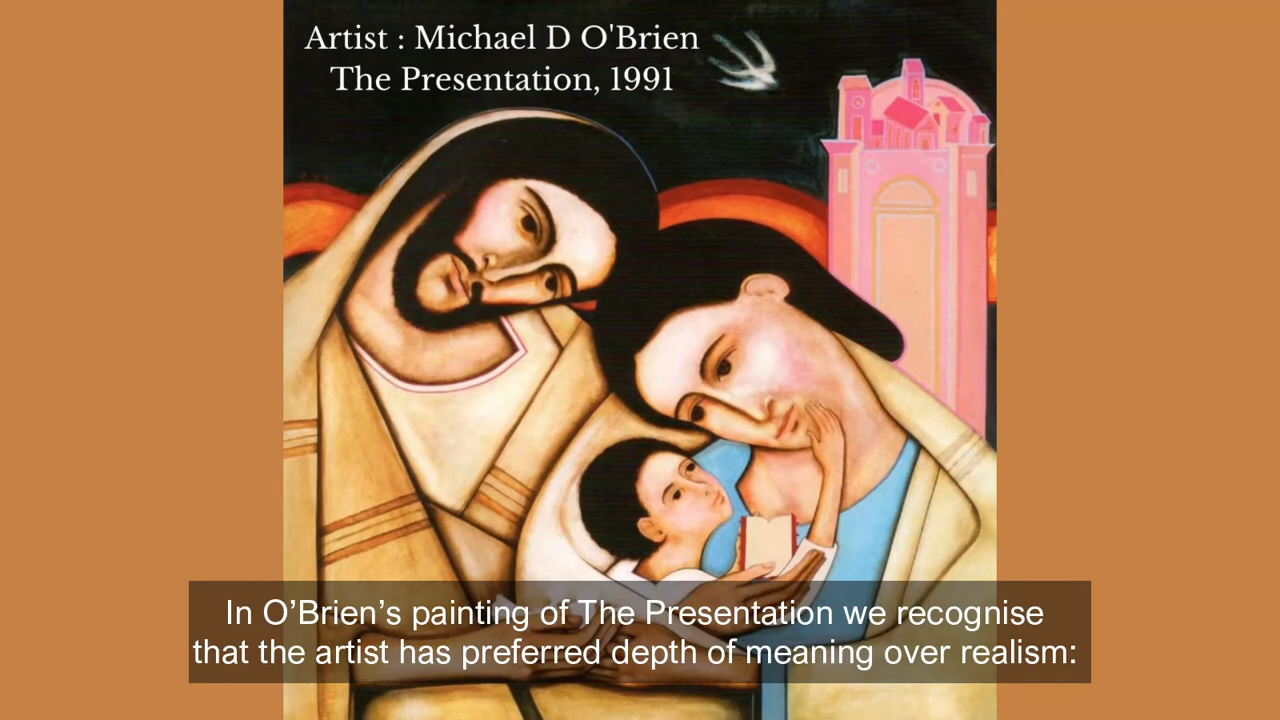 Artist : Michael D O'Brien
The Presentation, 1991
In O’Brien’s painting of The Presentation we recognise
that the artist has preferred depth of meaning over realism: